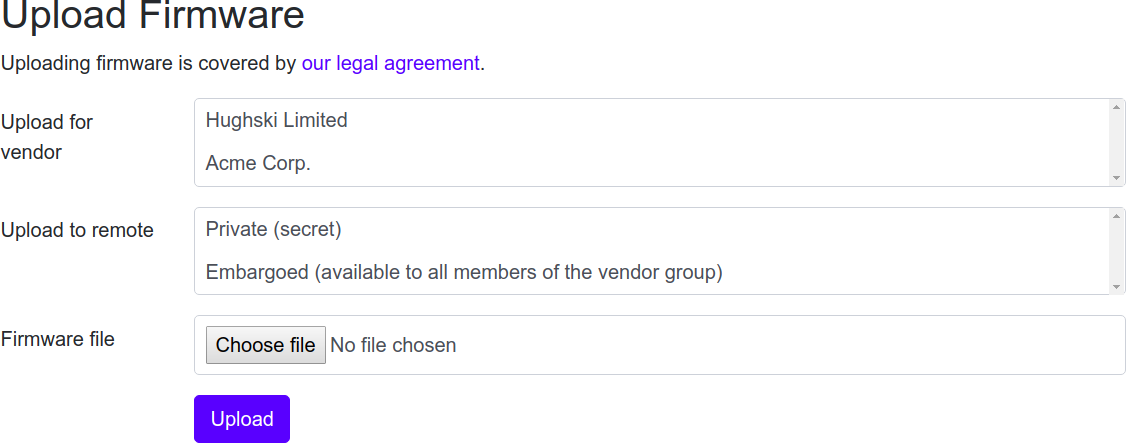 Upload Firmware
Uploading firmware is covered by our legal agreement.
Upload for
vendor
Hughski Limited
Acme Corp.
Upload to remote
Private (secret)
Embargoed (available to all members of the vendor group)
Firmware file
Choose file No file chosen
Upload